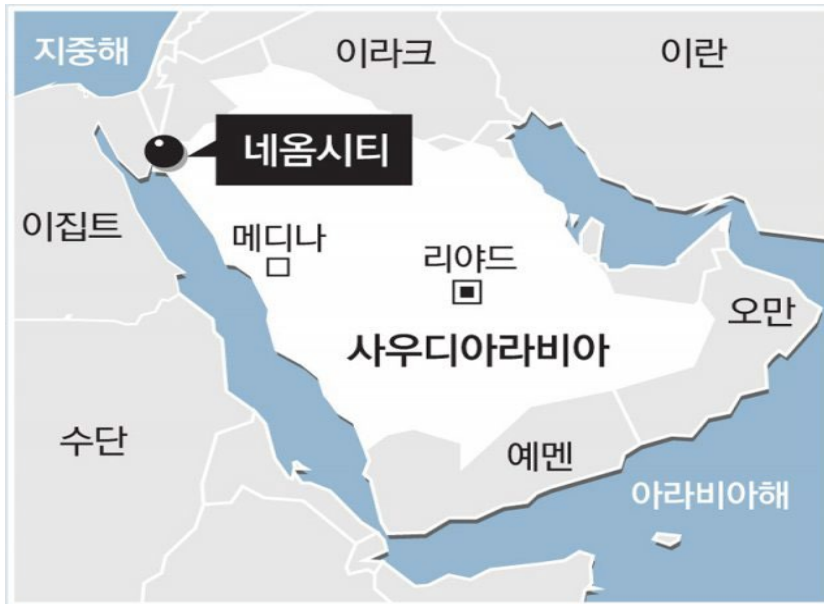 지중해
이라크
이란
네옴시티
이집트
메디나
리야드
오만
사우디아라비아
수단
예멘
아라비아해